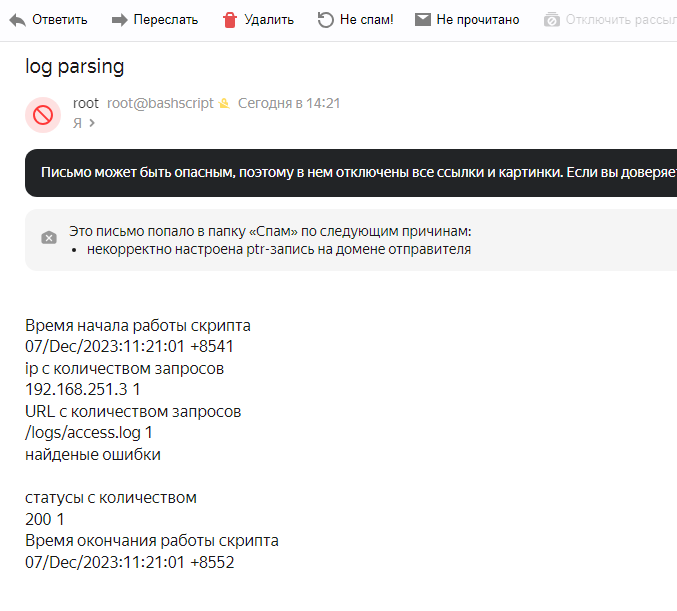 Ответить Переслать Удалить Не спам! Не прочитано Отключить рассыл
log parsing
root root@bashscript Сегодня в 14:21
Я
Письмо может быть опасным, поэтому в нем отключены все ссылки и картинки. Если вы доверяет
Это письмо попало в папку «Спам» по следующим причинам:
• некорректно настроена ptr-запись на домене отправителя
Время начала работы скрипта
07/Dec/2023:11:21:01 +8541
ip с количеством запросов
192.168.251.3 1
URL с количеством запросов
/logs/access.log 1
найденые ошибки
статусы с количеством
200 1
Время окончания работы скрипта
07/Dec/2023:11:21:01 +8552